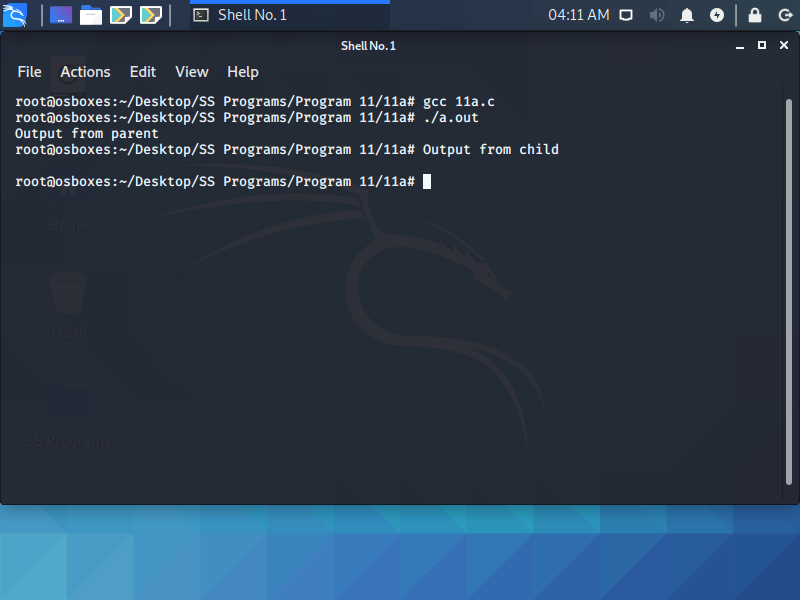 Shell No. 1
04:11 AM
Shell No. 1
File Actions Edit View Help
root@osboxes:~/Desktop/SS Programs/Program 11/11a# gcc 11a.c
root@osboxes:~/Desktop/SS Programs/Program 11/11a# ./a.out
Output from parent
root@osboxes:~/Desktop/SS Programs/Program 11/11a# Output from child
root@osboxes:~/Desktop/SS Programs/Program 11/11a#
Home
Trash
SS Programs